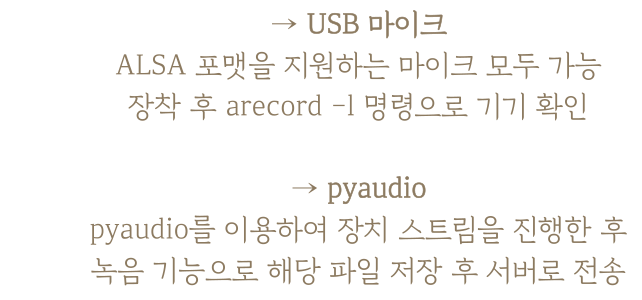 → USB 마이크
ALSA 포맷을 지원하는 마이크 모두 가능
장착 후 arecord -l 명령으로 기기 확인
→ pyaudio
pyaudio를 이용하여 장치 스트림을 진행한 후
녹음 기능으로 해당 파일 저장 후 서버로 전송